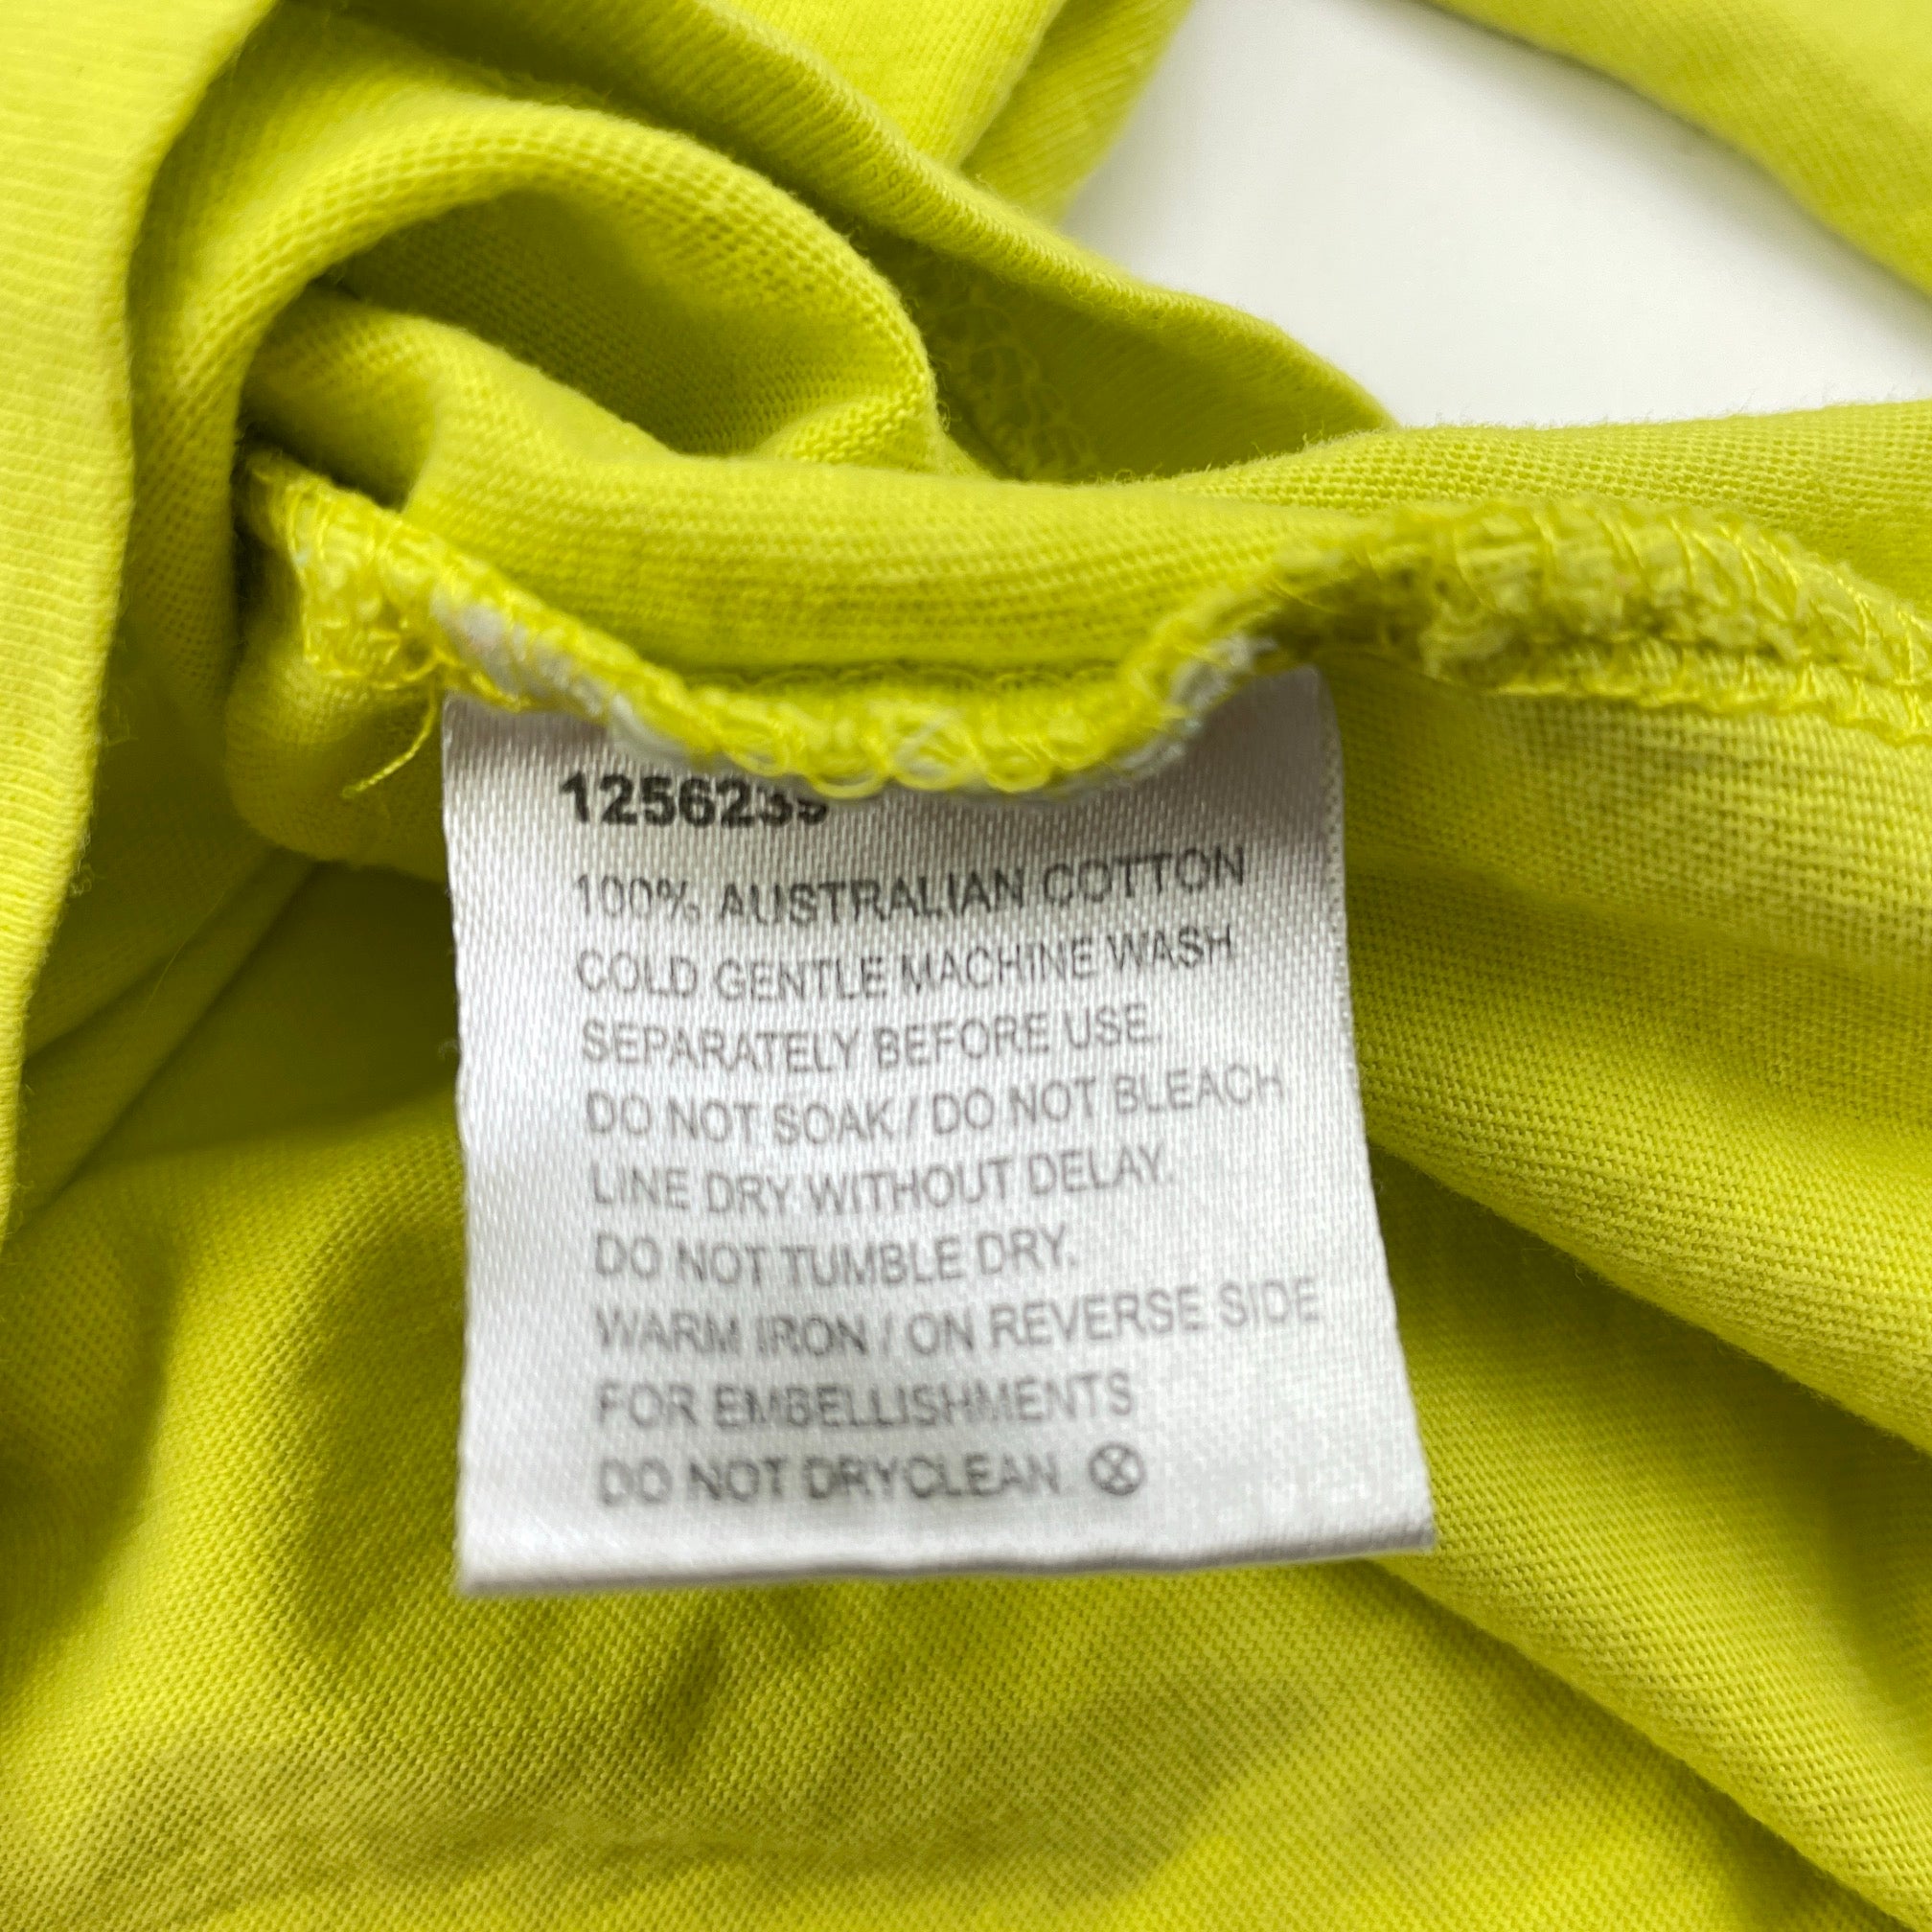 1256239
100% AUSTRALIAN COTTON
COLD GENTLE MACHINE WASH
SEPARATELY BEFORE USE.
DO NOT SOAK / DO NOT BLEACH
LINE DRY WITHOUT DELAY.
DO NOT TUMBLE DRY.
WARM IRON / ON REVERSE SIDE
FOR EMBELLISHMENTS
DO NOT DRYCLEAN